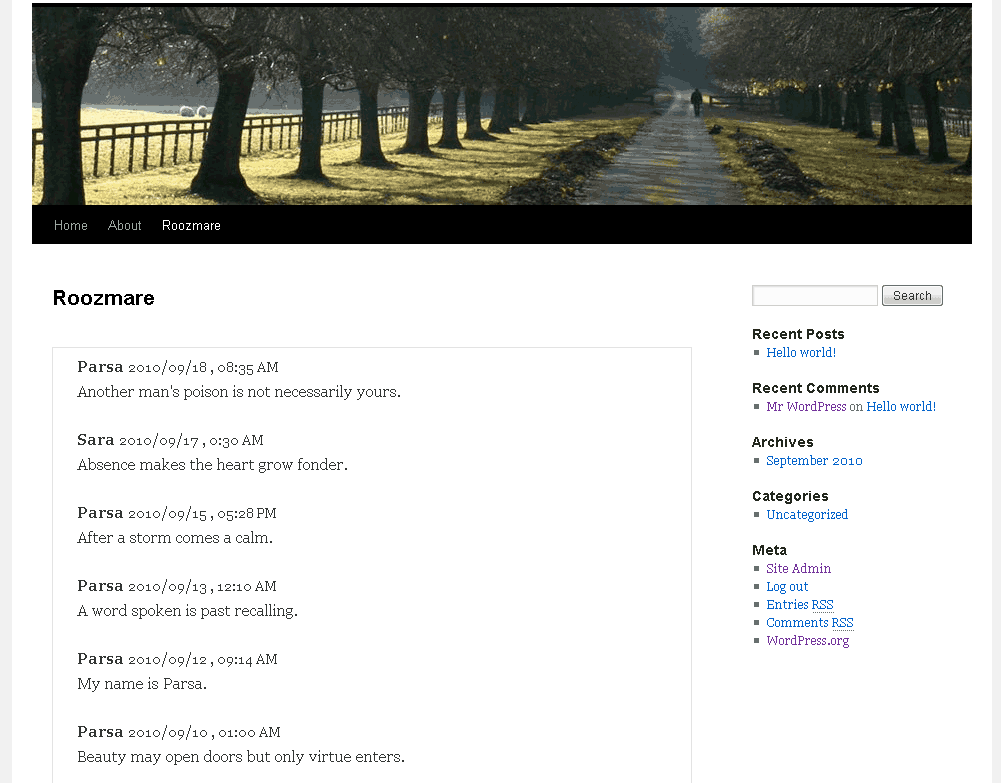 Home About Roozmare
Roozmare
Parsa 2010/09/18 , 08:35 AM
Another man's poison is not necessarily yours.
Sara 2010/09/17 , 0:30 AM
Absence makes the heart grow fonder.
Parsa 2010/09/15 , 05:28 PM
After a storm comes a calm.
Parsa 2010/09/13 , 12:10 AM
A word spoken is past recalling.
Parsa 2010/09/12 , 09:14 AM
My name is Parsa.
Parsa 2010/09/10 , 01:00 AM
Beauty may open doors but only virtue enters.
Search
Recent Posts
Hello world!
Recent Comments
Mr WordPress on Hello world!
Archives
September 2010
Categories
Uncategorized
Meta
Site Admin
Log out
Entries RSS
Comments RSS
WordPress.org